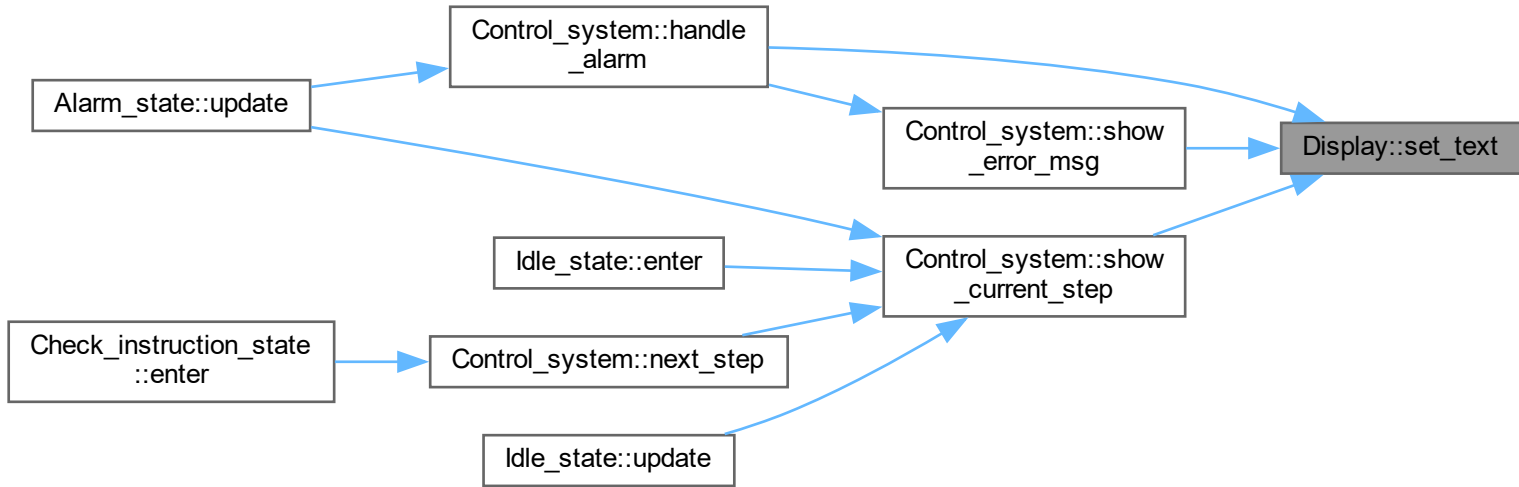 Control_system::handle
_alarm
Alarm_state::update
Control_system::show
_error_msg
Display::set_text
Idle_state::enter
Control_system::show
_current_step
Check_instruction_state
::enter
Control_system::next_step
Idle_state::update